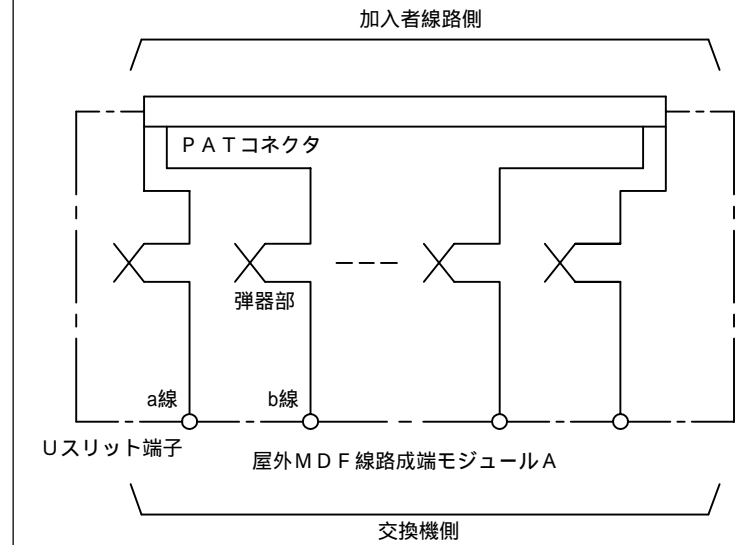 加入者線路側
ＰＡＴコネクタ
弾器部
a線
b線
Ｕスリット端子
屋外ＭＤＦ線路成端モジュールＡ
交換機側